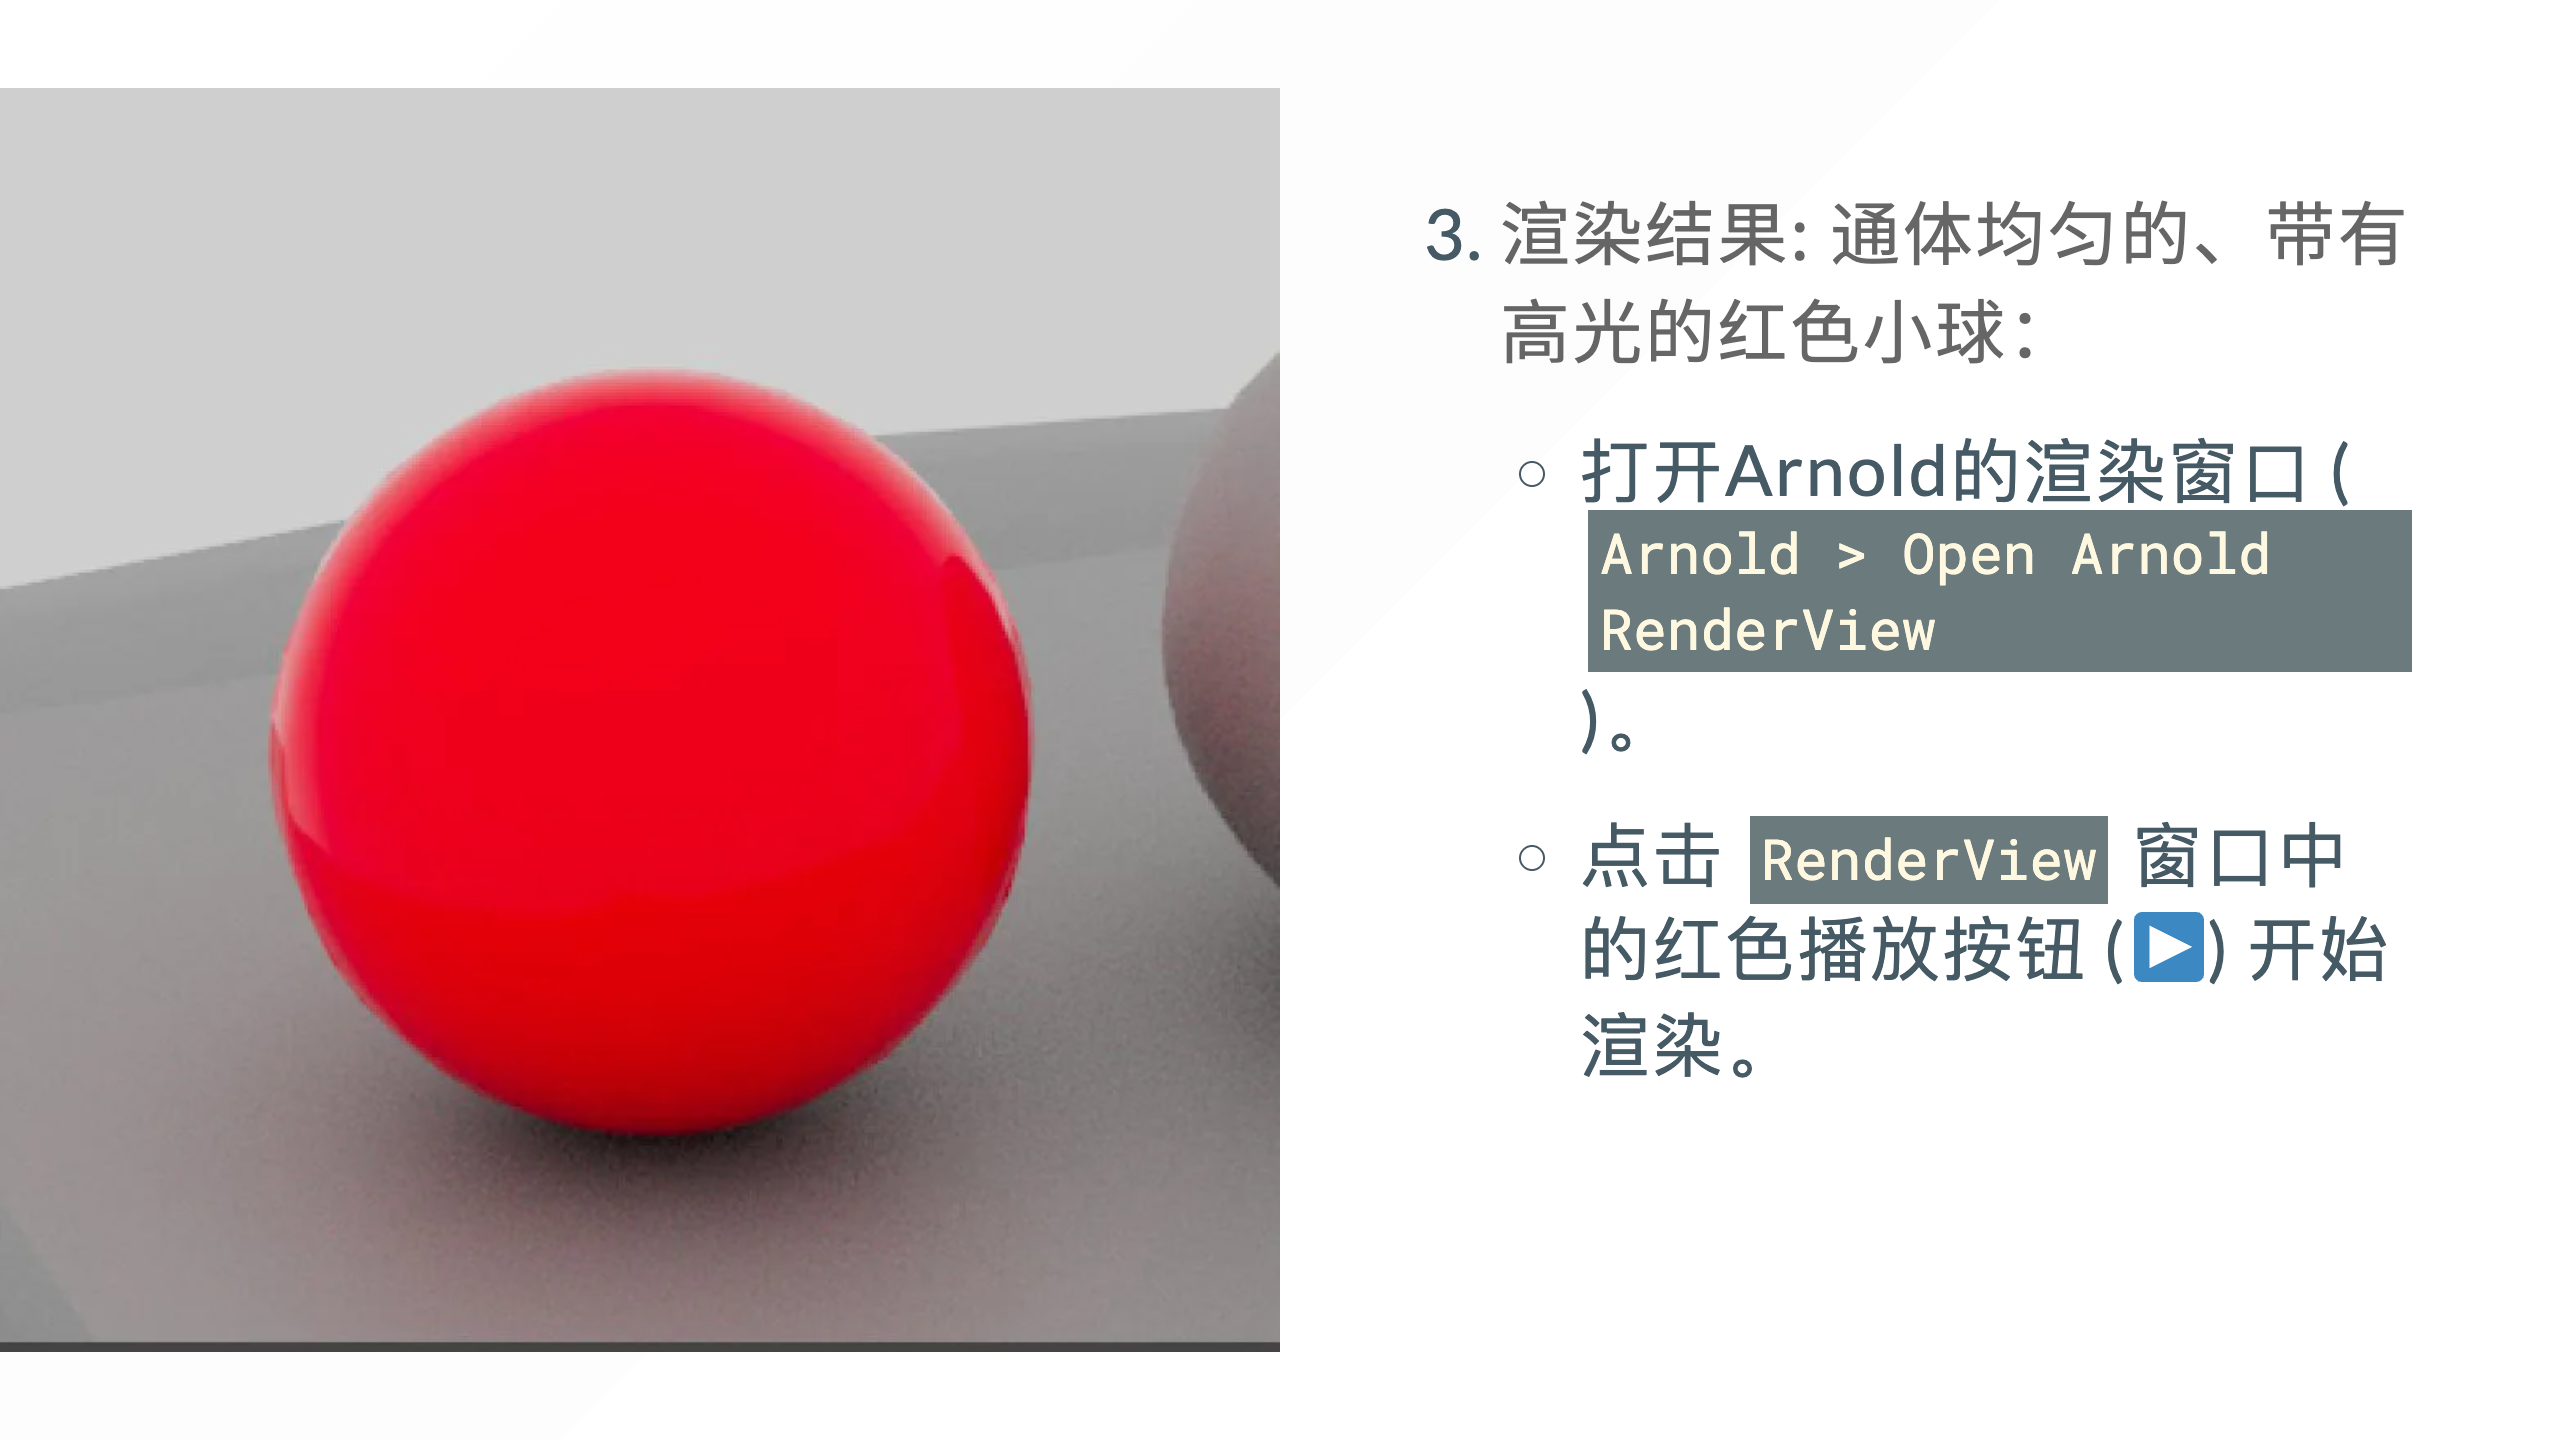 3. 渲染结果: 通体均匀的、带有
高光的红色小球：
○ 打开Arnold的渲染窗口 (
Arnold > Open Arnold
RenderView
)。
○ 点击 RenderView 窗口中
的红色播放按钮 (▶️) 开始
渲染。